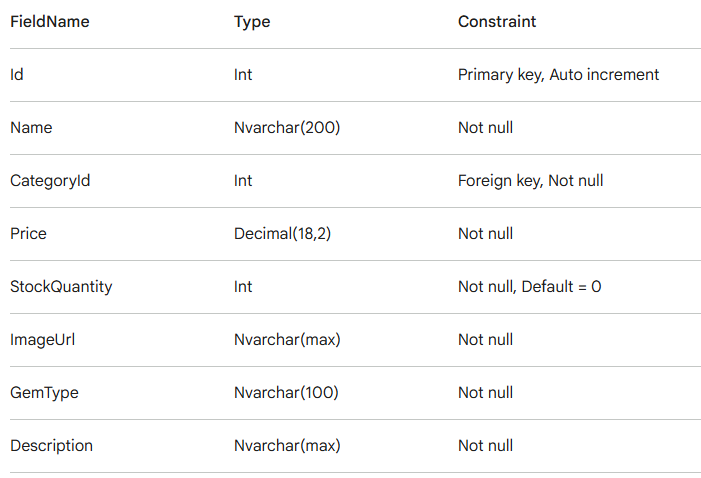 FieldName Type Constraint
Id Int Primary key, Auto increment
Name Nvarchar(200) Not null
CategoryId Int Foreign key, Not null
Price Decimal(18,2) Not null
StockQuantity Int Not null, Default = 0
ImageUrl Nvarchar(max) Not null
GemType Nvarchar(100) Not null
Description Nvarchar(max) Not null